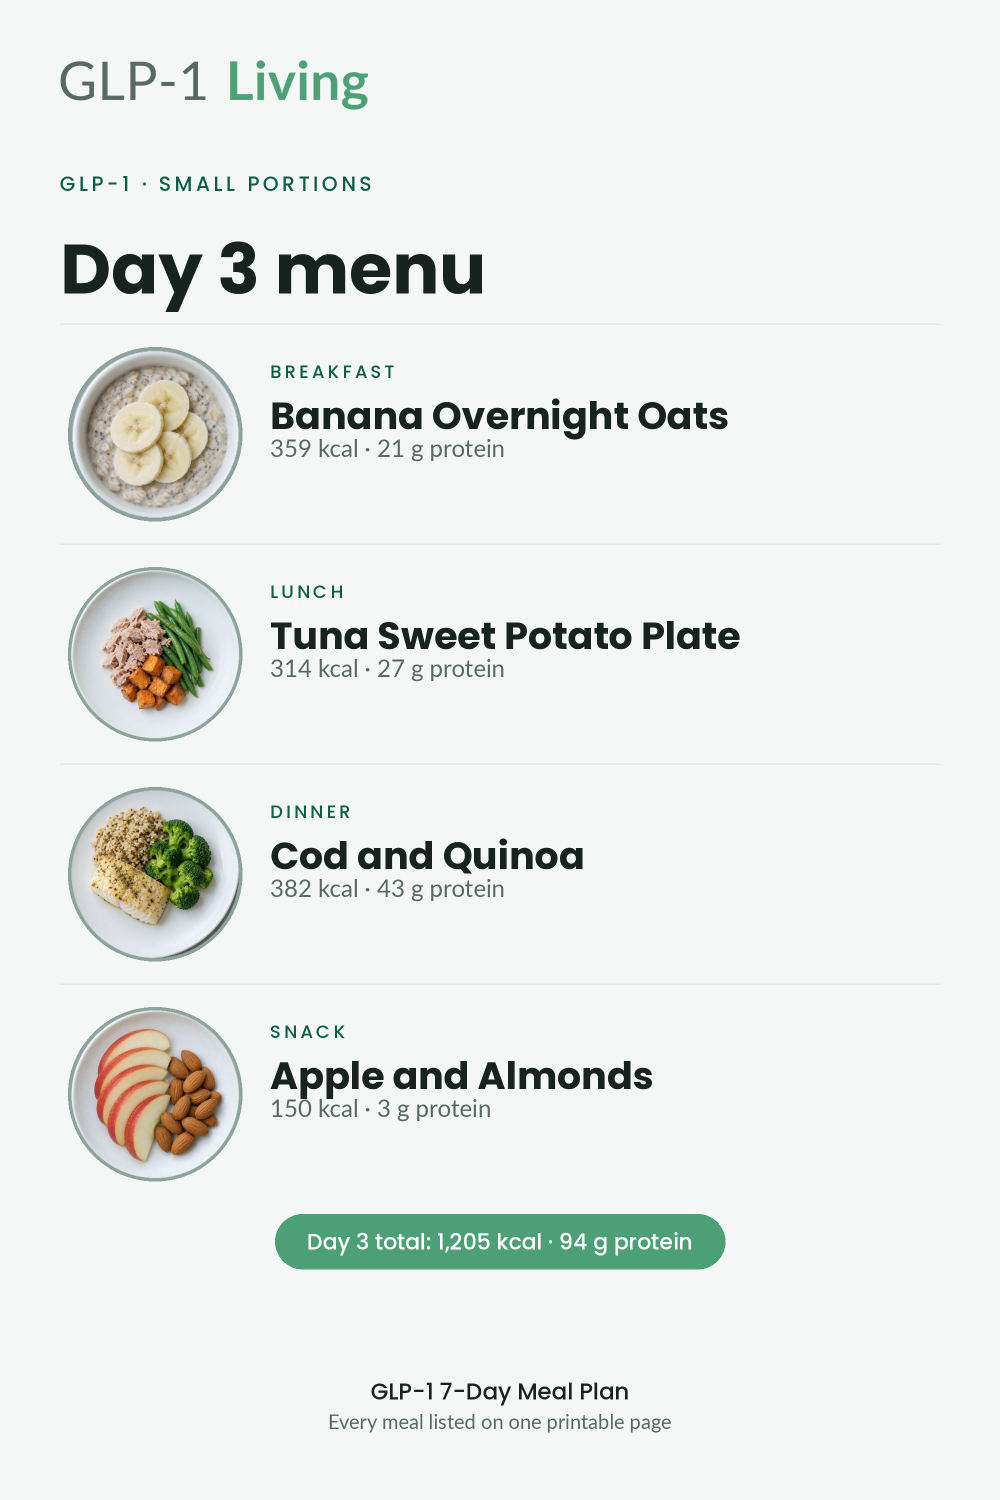 GLP-1 Living
GLP-1 · SMALL PORTIONS
Day 3 menu
BREAKFAST
Banana Overnight Oats
359 kcal · 21 g protein
LUNCH
Tuna Sweet Potato Plate
314 kcal · 27 g protein
DINNER
Cod and Quinoa
382 kcal · 43 g protein
SNACK
Apple and Almonds
150 kcal · 3 g protein
Day 3 total: 1,205 kcal · 94 g protein
GLP-1 7-Day Meal Plan
Every meal listed on one printable page